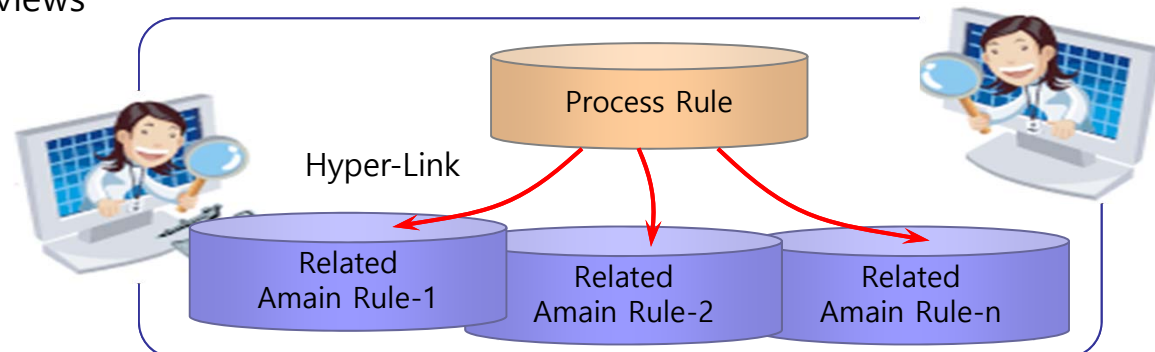 views
Process Rule
Hyper-Link
Related
Amain Rule-1
Related
Amain Rule-2
Related
Amain Rule-n